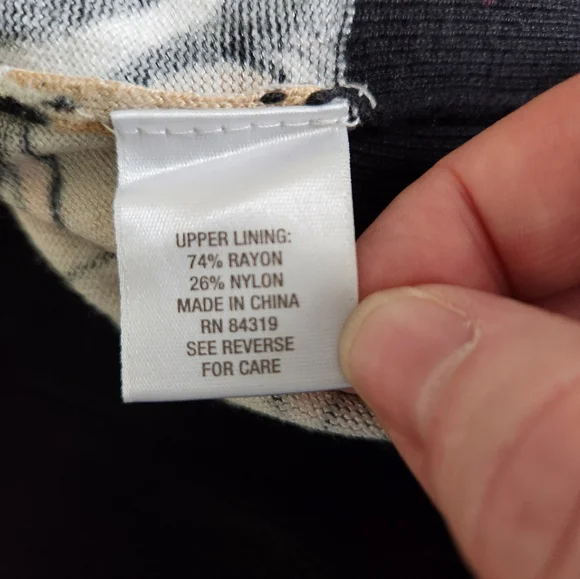 UPPER LINING:
74% RAYON
26% NYLON
MADE IN CHINA
RN 84319
SEE REVERSE
FOR CARE